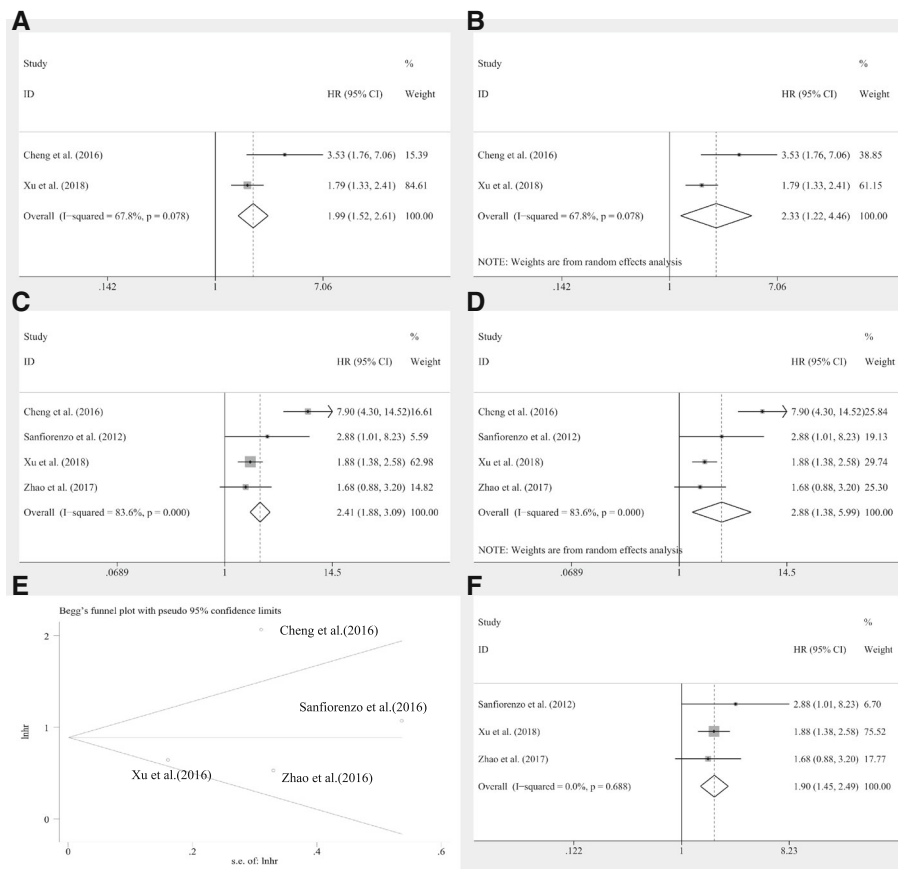 A
Study %
ID HR (95% CI) Weight
Cheng et al. (2016) 3.53 (1.76, 7.06) 15.39
Xu et al. (2018) 1.79 (1.33, 2.41) 84.61
Overall (I−squared = 67.8%, p = 0.078) 1.99 (1.52, 2.61) 100.00
.142 1 7.06
B
Study %
ID HR (95% CI) Weight
Cheng et al. (2016) 3.53 (1.76, 7.06) 38.85
Xu et al. (2018) 1.79 (1.33, 2.41) 61.15
Overall (I−squared = 67.8%, p = 0.078) 2.33 (1.22, 4.46) 100.00
NOTE: Weights are from random effects analysis
.142 1 7.06
C
Study %
ID HR (95% CI) Weight
Cheng et al. (2016) 7.90 (4.30, 14.52) 16.61
Sanfiorenzo et al. (2012) 2.88 (1.01, 8.23) 5.59
Xu et al. (2018) 1.88 (1.38, 2.58) 62.98
Zhao et al. (2017) 1.68 (0.88, 3.20) 14.82
Overall (I−squared = 83.6%, p = 0.000) 2.41 (1.88, 3.09) 100.00
.0689 1 14.5
D
Study %
ID HR (95% CI) Weight
Cheng et al. (2016) 7.90 (4.30, 14.52) 25.84
Sanfiorenzo et al. (2012) 2.88 (1.01, 8.23) 19.13
Xu et al. (2018) 1.88 (1.38, 2.58) 29.74
Zhao et al. (2017) 1.68 (0.88, 3.20) 25.30
Overall (I−squared = 83.6%, p = 0.000) 2.88 (1.38, 5.99) 100.00
NOTE: Weights are from random effects analysis
.0689 1 14.5
E
Begg's funnel plot with pseudo 95% confidence limits
2
Cheng et al.(2016)
Sanfiorenzo et al.(2016)
1
lnhr
Xu et al.(2016)
Zhao et al.(2016)
0
0 .2 .4 .6
s.e. of: lnhr
F
Study %
ID HR (95% CI) Weight
Sanfiorenzo et al. (2012) 2.88 (1.01, 8.23) 6.70
Xu et al. (2018) 1.88 (1.38, 2.58) 75.52
Zhao et al. (2017) 1.68 (0.88, 3.20) 17.77
Overall (I−squared = 0.0%, p = 0.688) 1.90 (1.45, 2.49) 100.00
.122 1 8.23